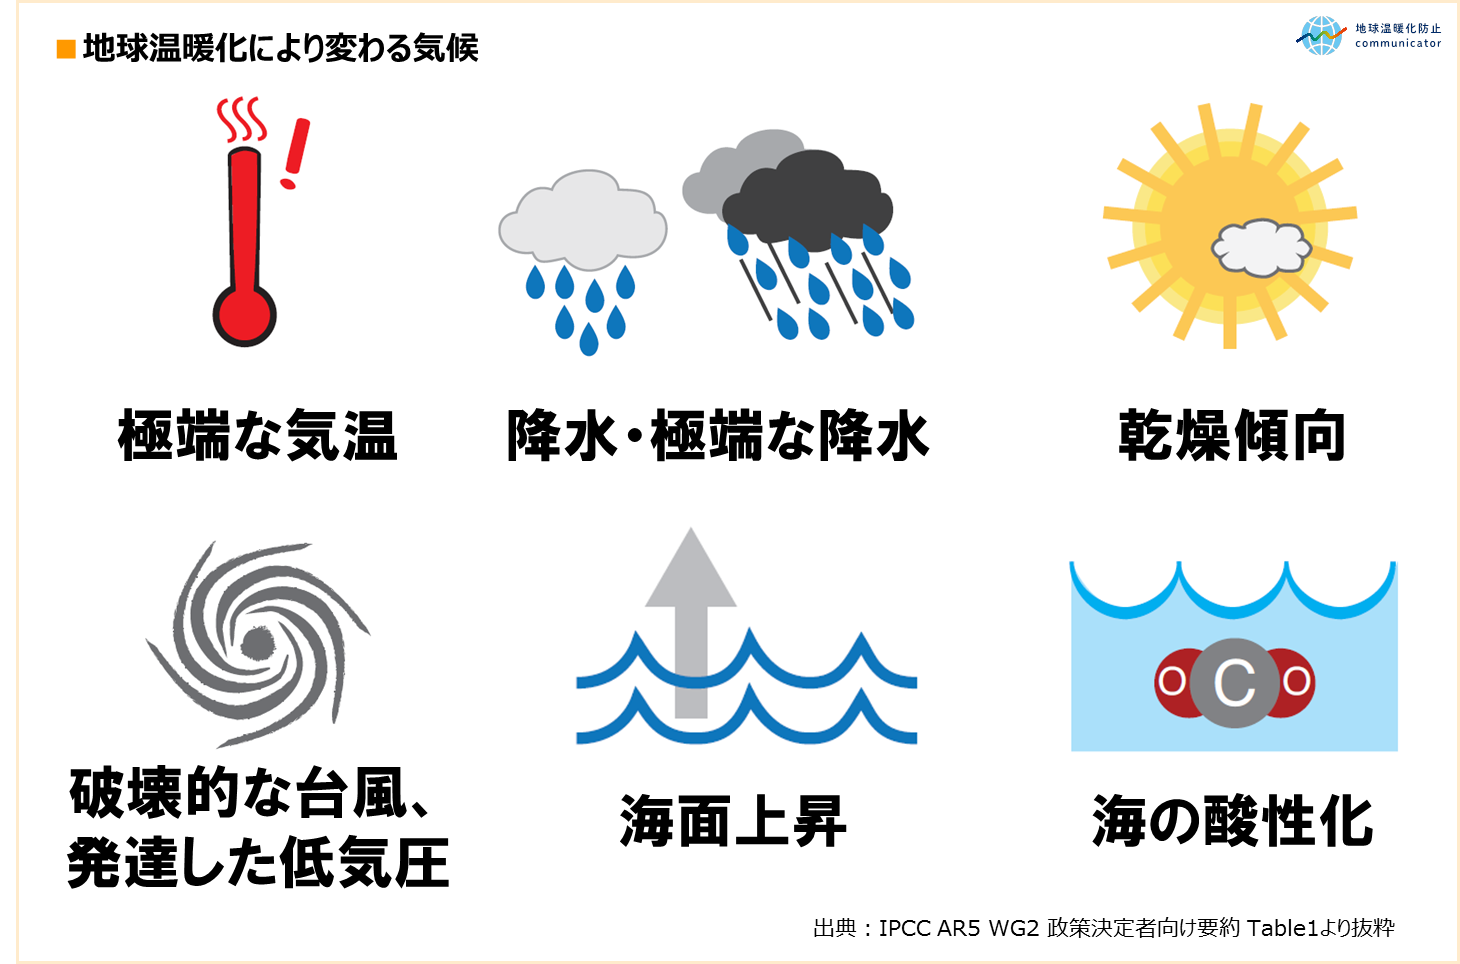 ■地球温暖化により変わる気候
地球温暖化防止
communicator
極端な気温
降水・極端な降水
乾燥傾向
O C O
破壊的な台風、
発達した低気圧
海面上昇
海の酸性化
出典：IPCC AR5 WG2 政策決定者向け要約 Table1より抜粋